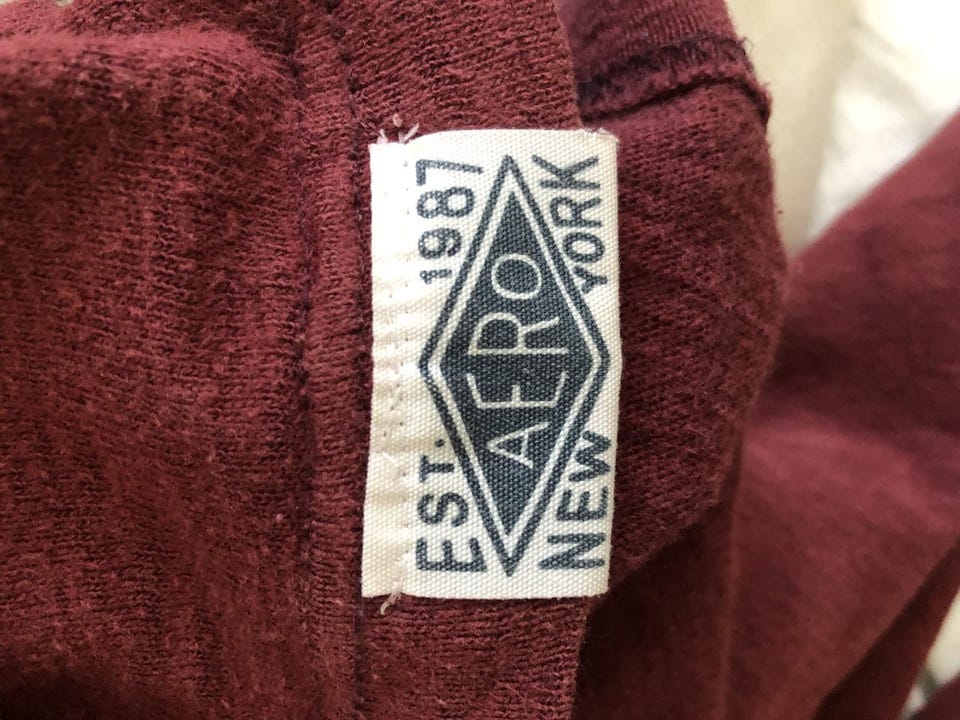 EST. 1987
AERO
NEW YORK